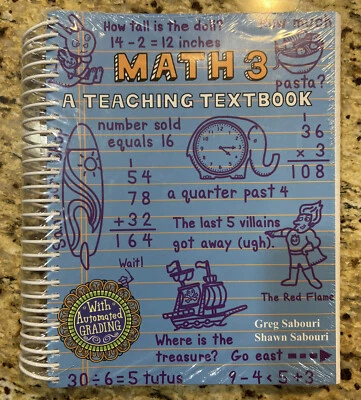 How tall is the doll?
14 - 2 = 12 inches
How much
pasta?
MATH 3
A TEACHING TEXTBOOK
number sold
equals 16
1
36
× 3
108
1
54
78
+32
164
a quarter past 4
The last 5 villains
got away (ugh).
Wait!
The Red Flame
With
Automated
GRADING
Greg Sabouri
Shawn Sabouri
Where is the
treasure? Go east
30 ÷ 6 = 5 tutus
9 - 4 < 5 + 3